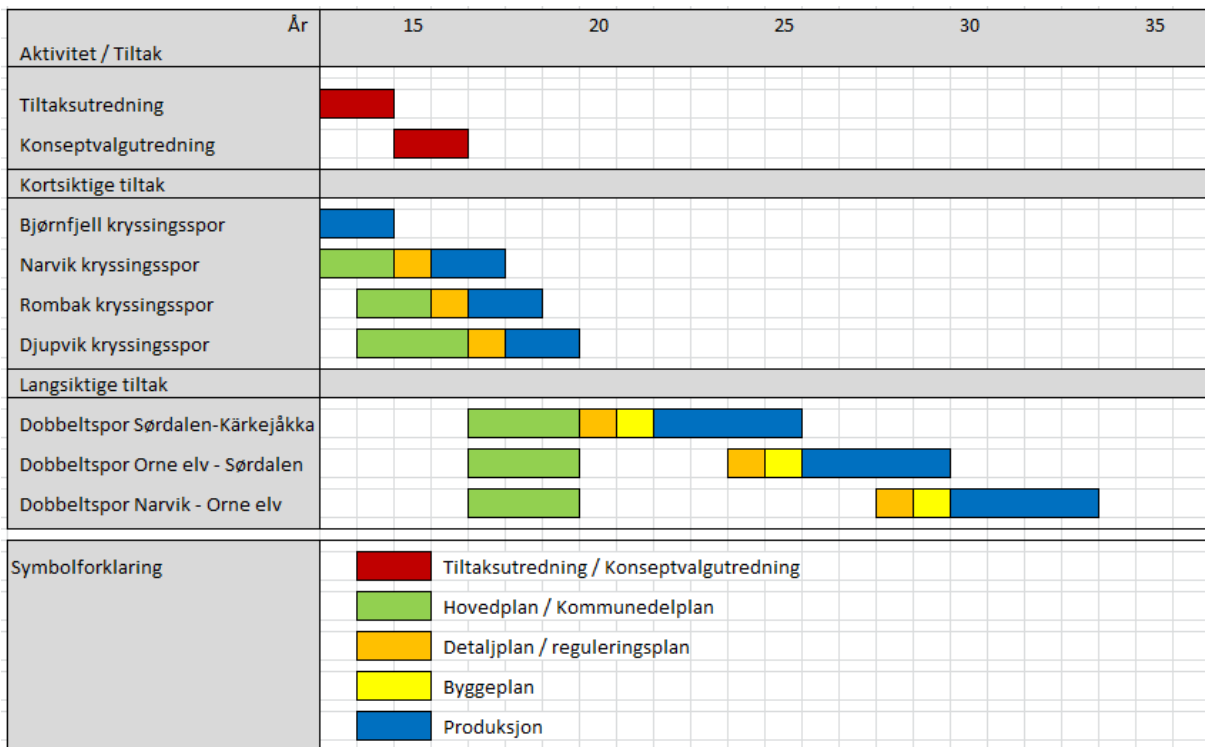 År 15 20 25 30 35
Aktivitet / Tiltak
Tiltaksutredning
Konseptvalgutredning
Kortsiktige tiltak
Bjørnfjell kryssingsspor
Narvik kryssingsspor
Rombak kryssingsspor
Djupvik kryssingsspor
Langsiktige tiltak
Dobbeltspor Sørdalen-Kärkejåkka
Dobbeltspor Orne elv - Sørdalen
Dobbeltspor Narvik - Orne elv
Symbolforklaring
Tiltaksutredning / Konseptvalgutredning
Hovedplan / Kommunedelplan
Detaljplan / reguleringsplan
Byggeplan
Produksjon